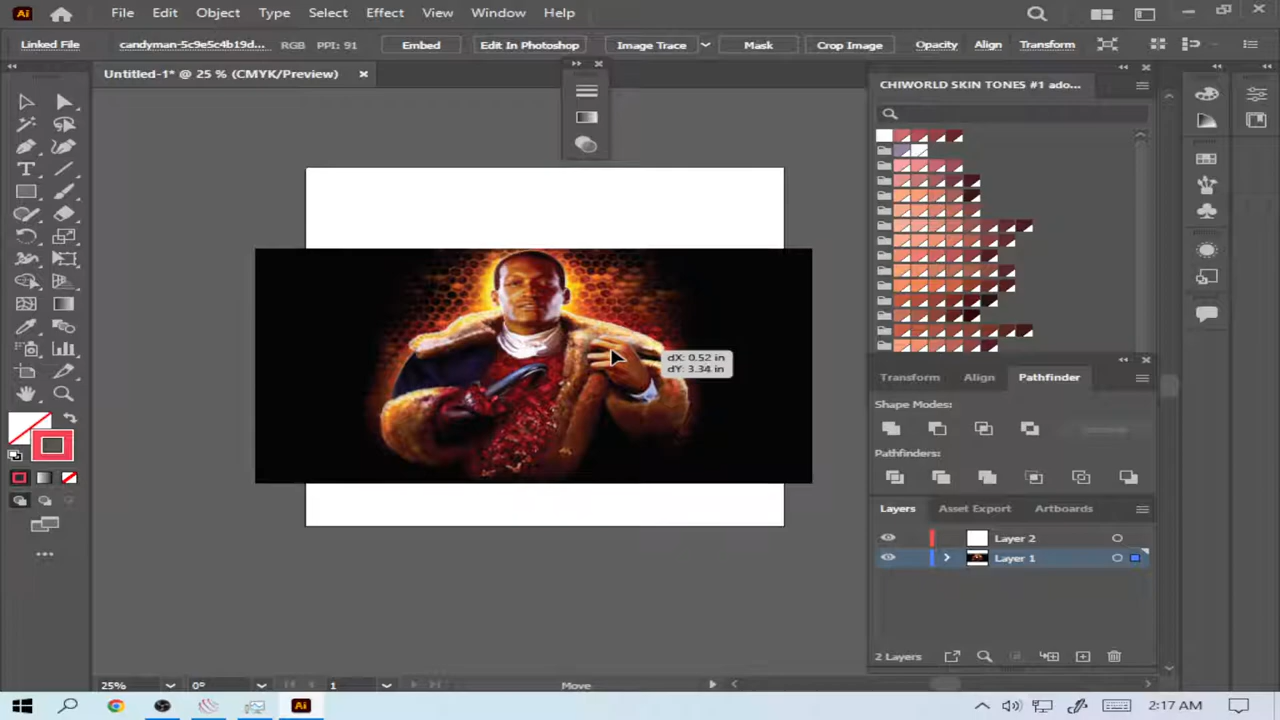 Ai File Edit Object Type Select Effect View Window Help
Linked File candyman-5c9e5c4b19d... RGB PPI: 91 Embed Edit In Photoshop Image Trace Mask Crop Image Opacity Align Transform
Untitled-1* @ 25 % (CMYK/Preview)
CHIWORLD SKIN TONES #1 ado...
dX: 0.52 in
dY: 3.34 in
Transform Align Pathfinder
Shape Modes:
Pathfinders:
Layers Asset Export Artboards
Layer 2
Layer 1
2 Layers
25% 0° 1 Move
Ai 2:17 AM